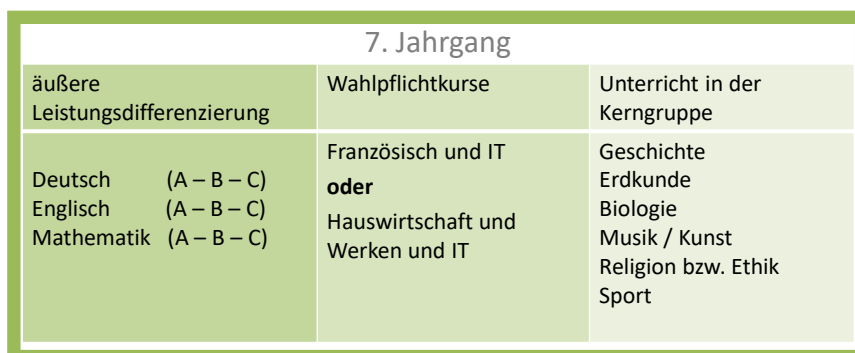 7. Jahrgang
äußere
Leistungsdifferenzierung
Wahlpflichtkurse
Unterricht in der
Kerngruppe
Deutsch (A – B – C)
Englisch (A – B – C)
Mathematik (A – B – C)
Französisch und IT
oder
Hauswirtschaft und
Werken und IT
Geschichte
Erdkunde
Biologie
Musik / Kunst
Religion bzw. Ethik
Sport